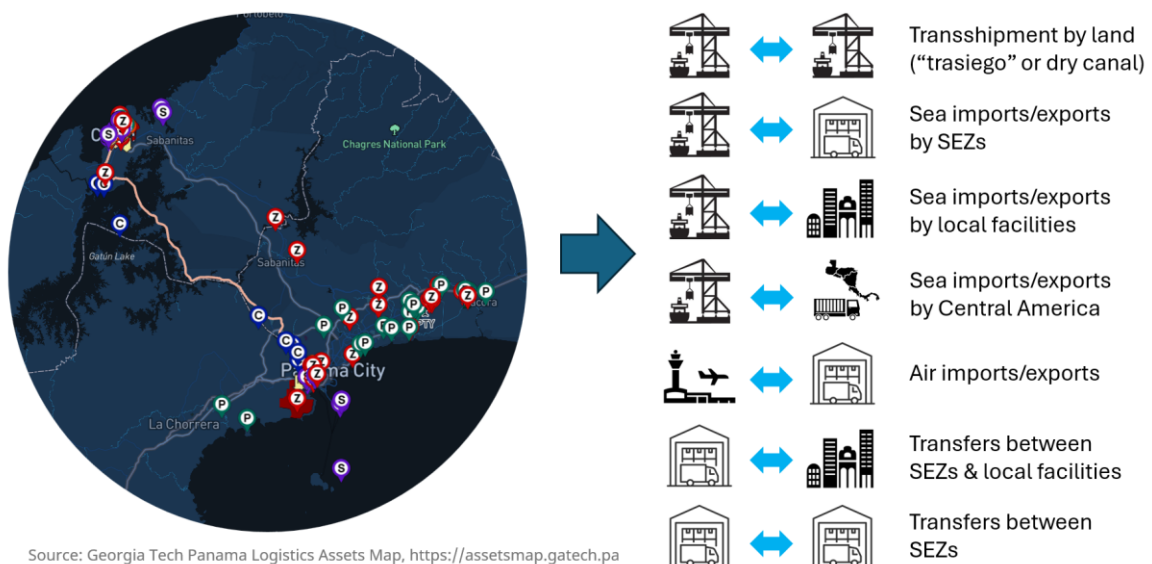 Portobelo
S
Z
C
S
Sabanitas
Chagres National Park
Z
C
C
Z
Gatún Lake
Z
Sabanitas
Z
P
Z
P
C
P
Z
P
P
PTY
C
C
Z
Panama City
Z
P
Z
S
La Chorrera
P
S
Source: Georgia Tech Panama Logistics Assets Map, https://assetsmap.gatech.pa
Transshipment by land
(“trasiego” or dry canal)
Sea imports/exports
by SEZs
Sea imports/exports
by local facilities
Sea imports/exports
by Central America
Air imports/exports
Transfers between
SEZs & local facilities
Transfers between
SEZs